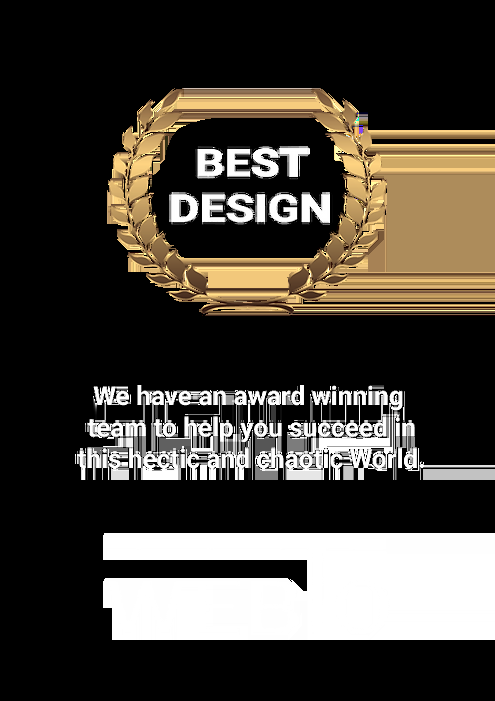 BEST
DESIGN
We have an award winning
team to help you succeed in
this hectic and chaotic World.